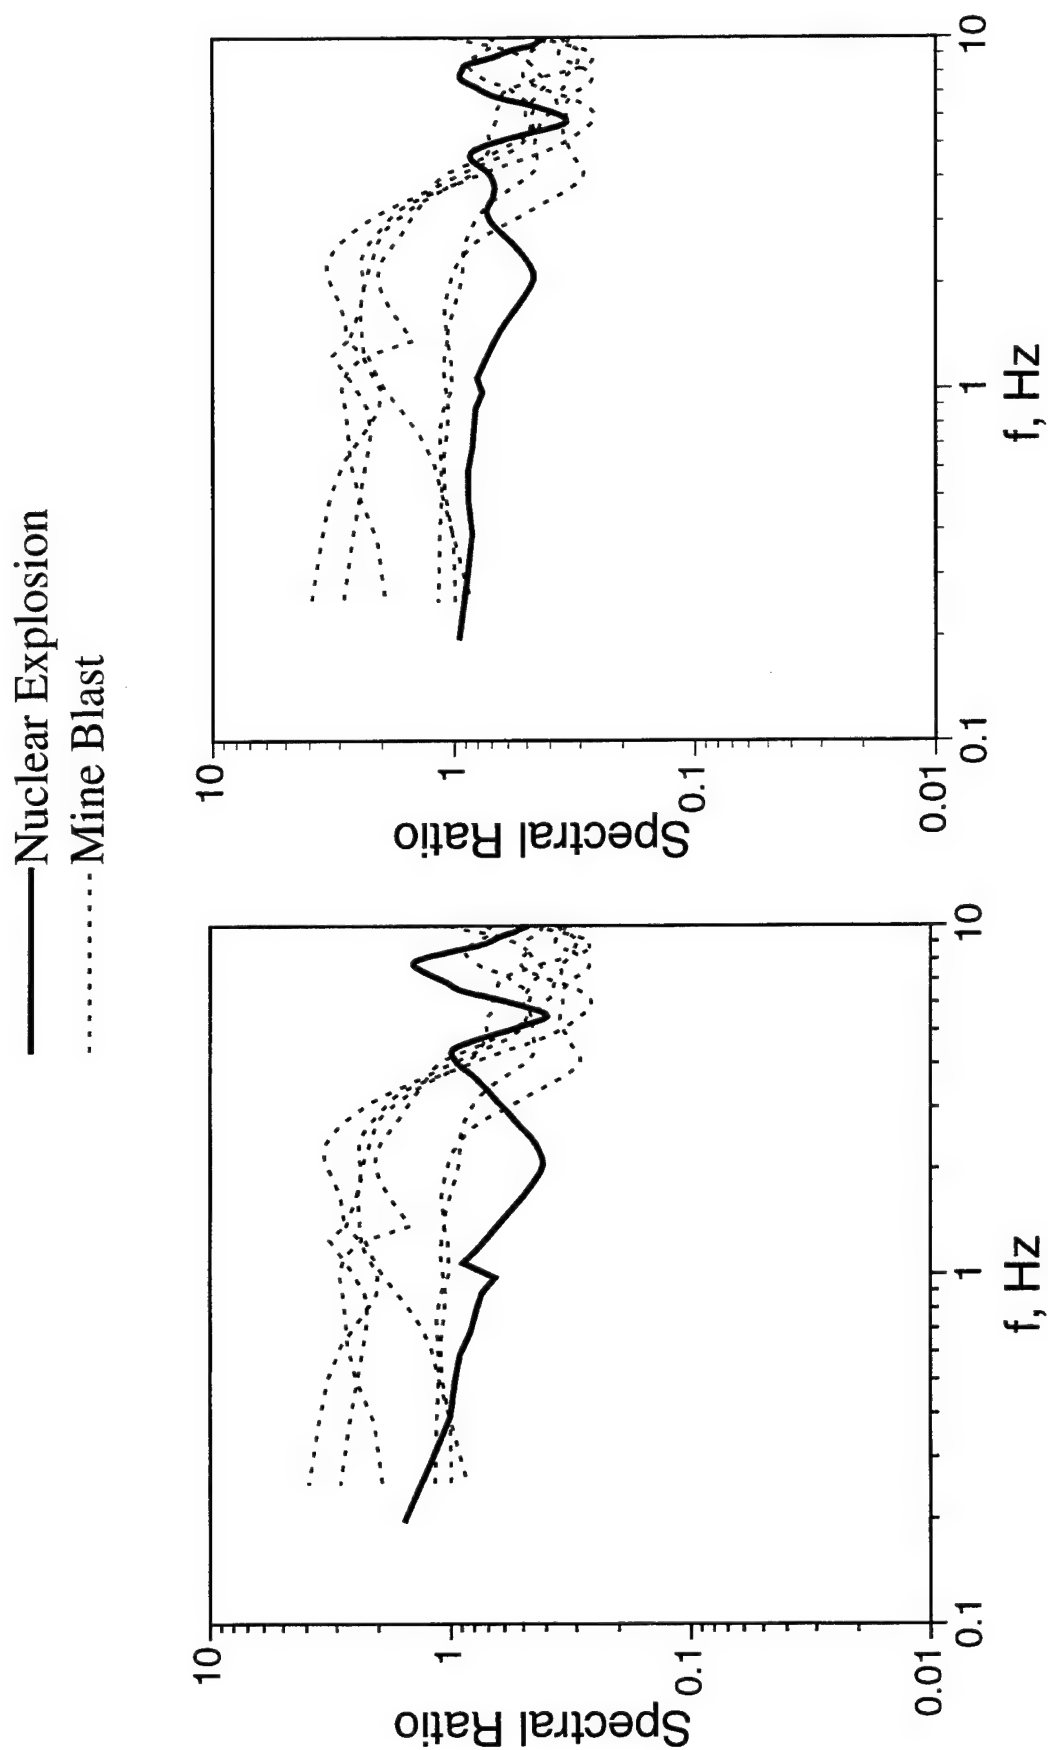 Nuclear Explosion
Mine Blast
10
1
0.1
0.01
Spectral Ratio
0.1
1
10
f, Hz
10
1
0.1
0.01
Spectral Ratio
0.1
1
10
f, Hz